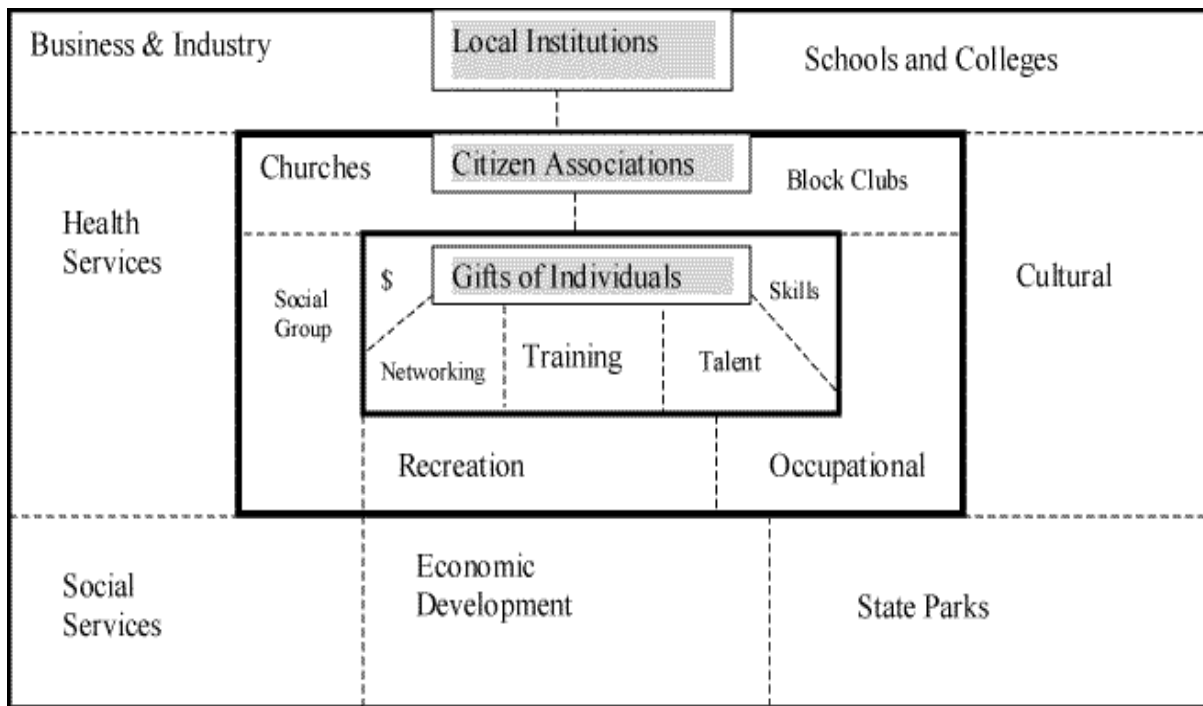 Business & Industry
Local Institutions
Schools and Colleges
Churches
Citizen Associations
Block Clubs
Health
Services
Cultural
$
Gifts of Individuals
Skills
Social
Group
Networking
Training
Talent
Recreation
Occupational
Social
Services
Economic
Development
State Parks